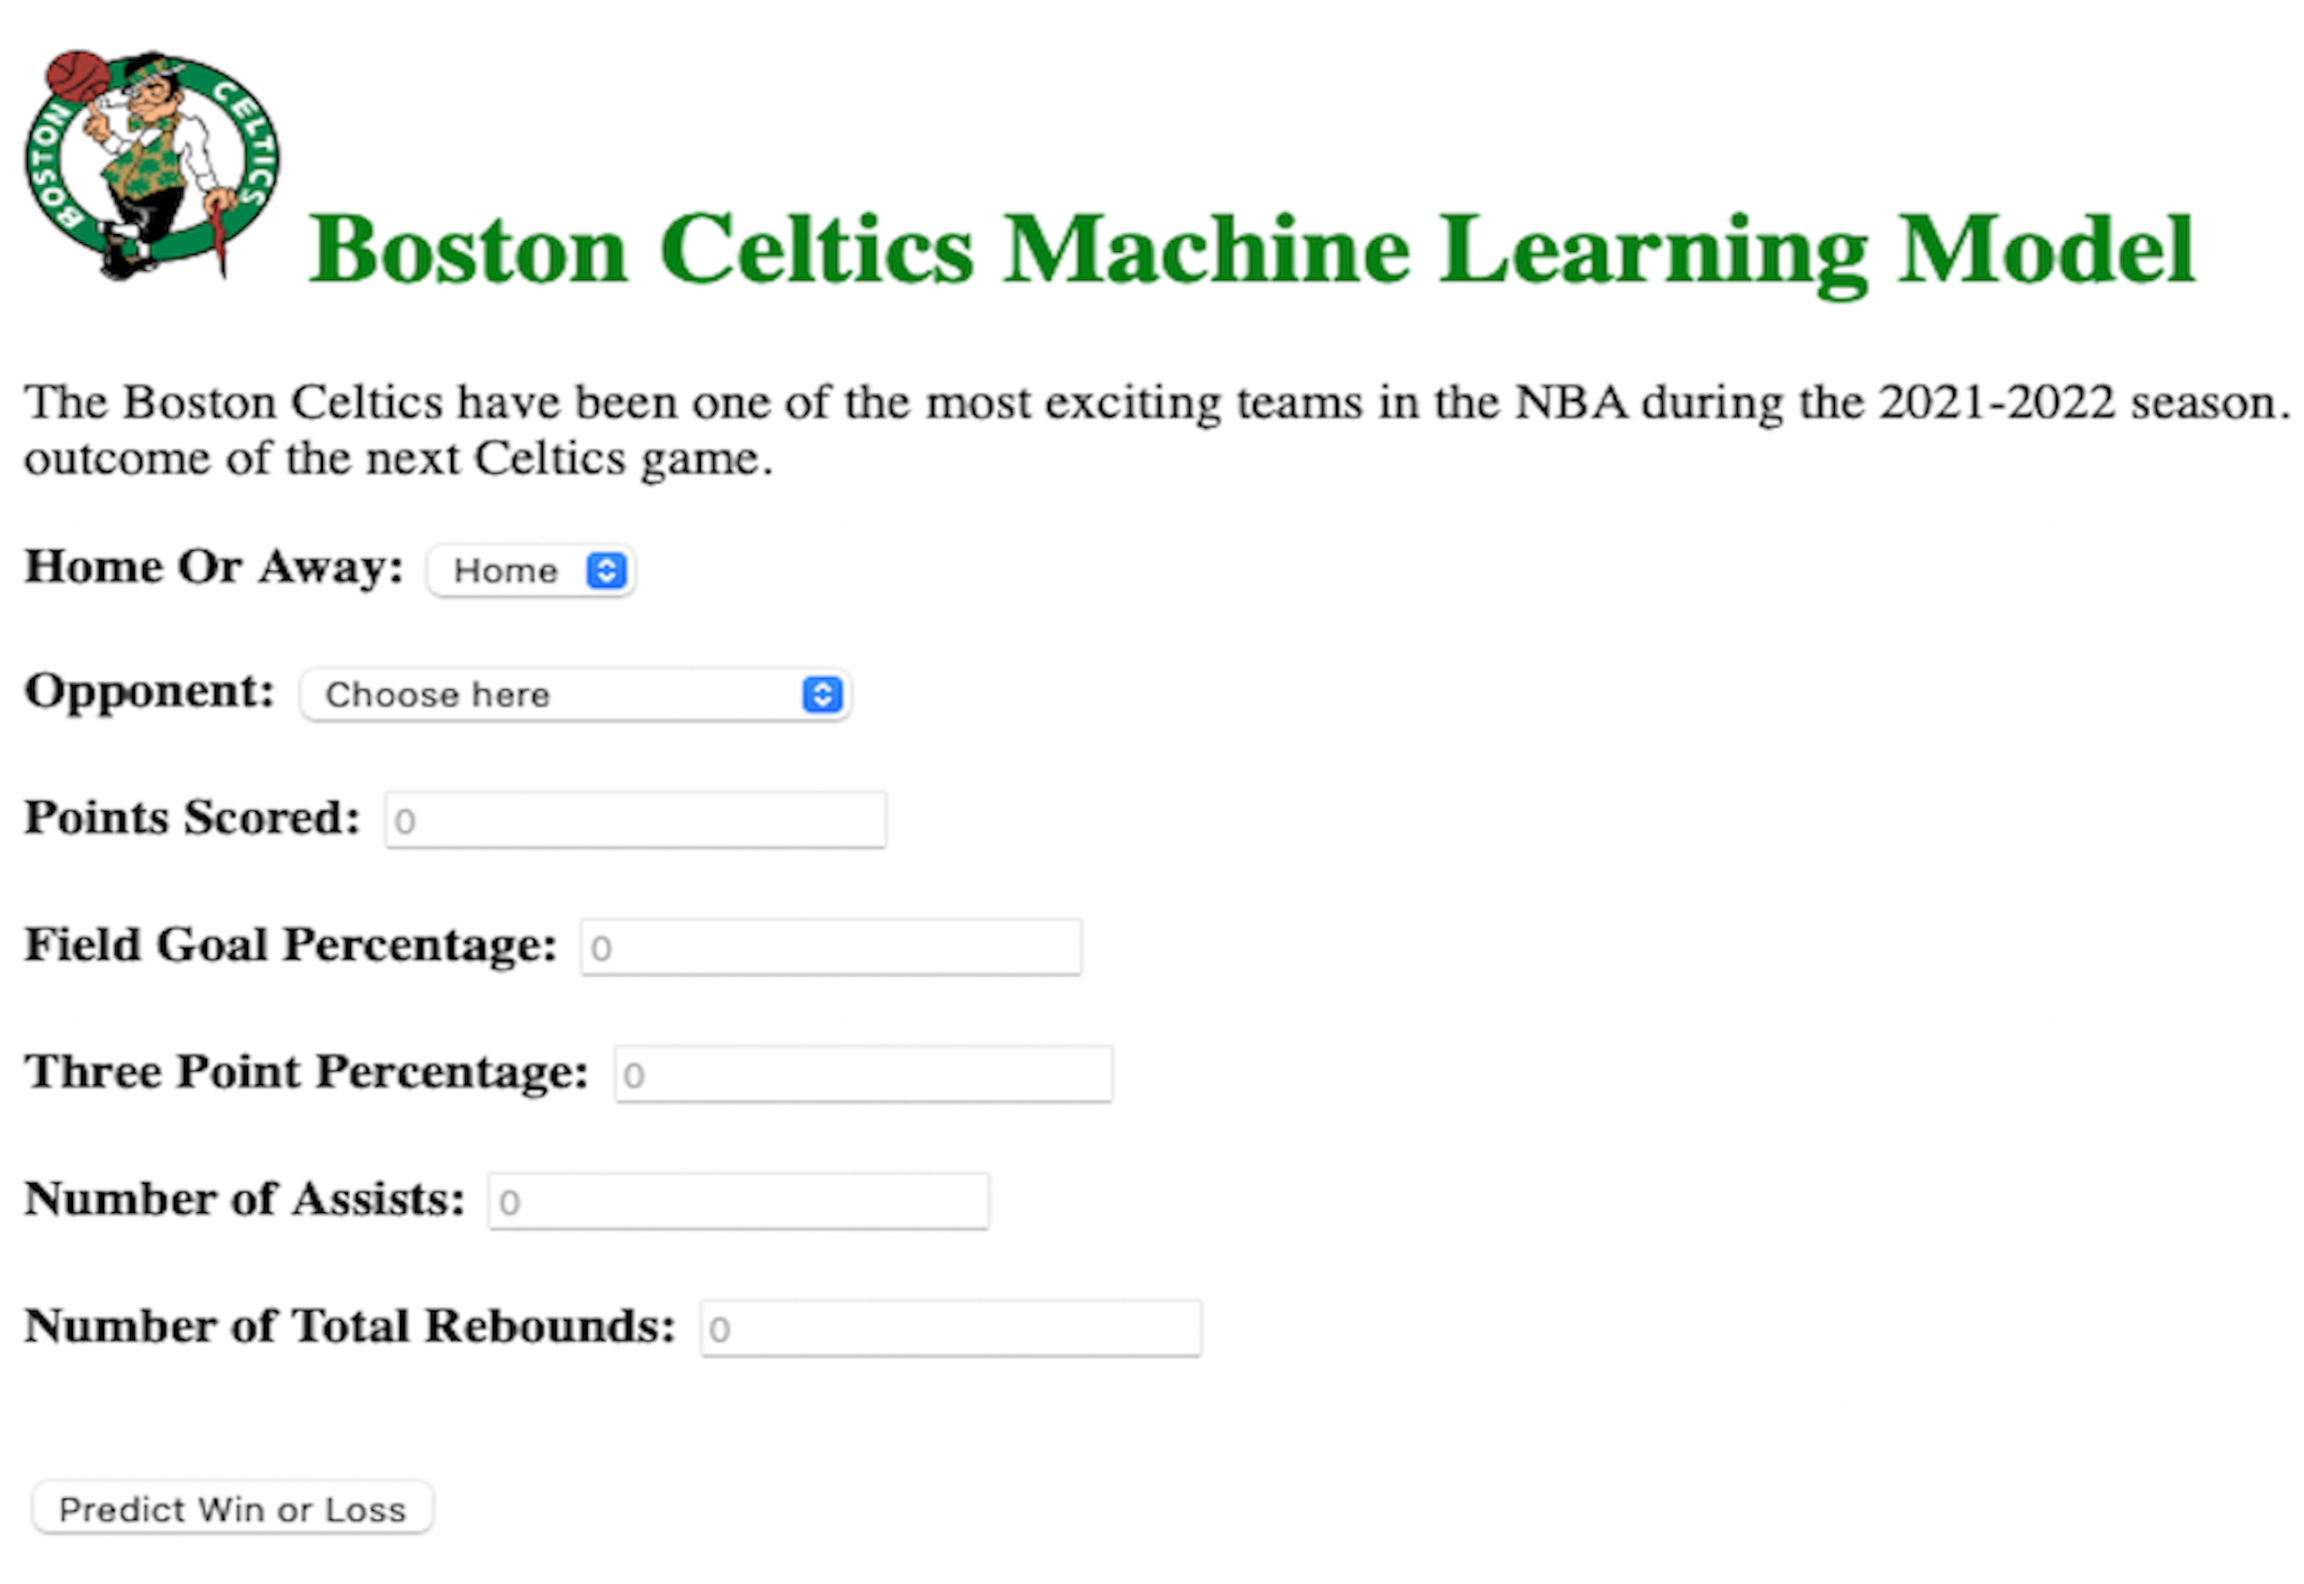 BOSTON CELTICS
Boston Celtics Machine Learning Model
The Boston Celtics have been one of the most exciting teams in the NBA during the 2021-2022 season.
outcome of the next Celtics game.
Home Or Away: Home
Opponent: Choose here
Points Scored: 0
Field Goal Percentage: 0
Three Point Percentage: 0
Number of Assists: 0
Number of Total Rebounds: 0
Predict Win or Loss